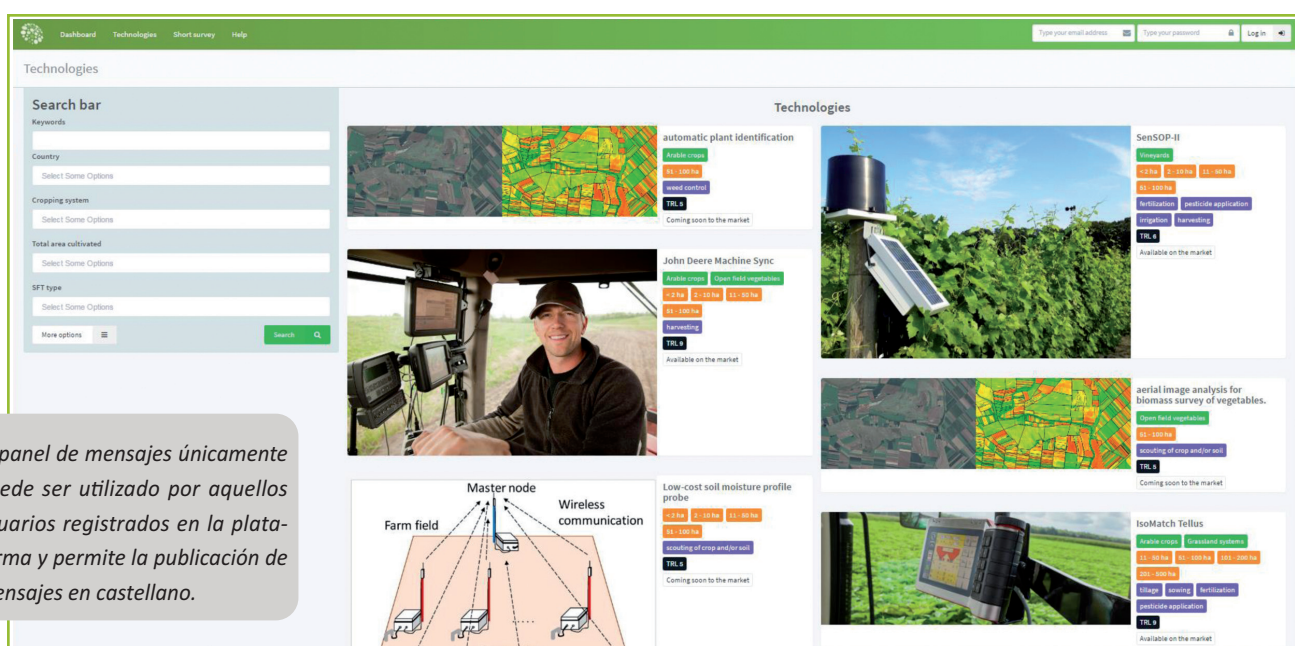 Dashboard Technologies Short survey Help
Type your email address Type your password Log in
Technologies
Search bar
Keywords
Country
Select Some Options
Cropping system
Select Some Options
Total area cultivated
Select Some Options
SFT type
Select Some Options
More options Search
panel de mensajes únicamente
ede ser utilizado por aquellos
uarios registrados en la plata-
rma y permite la publicación de
ensajes en castellano.
Technologies
automatic plant identification
Arable crops
51 - 100 ha
weed control
TRL 5
Coming soon to the market
John Deere Machine Sync
Arable crops Open field vegetables
< 2 ha 2 - 10 ha 11 - 50 ha
51 - 100 ha
harvesting
TRL 9
Available on the market
Master node
Wireless
communication
Farm field
Low-cost soil moisture profile
probe
< 2 ha 2 - 10 ha 11 - 50 ha
51 - 100 ha
scouting of crop and/or soil
TRL 5
Coming soon to the market
SenSOP-II
Vineyards
< 2 ha 2 - 10 ha 11 - 50 ha
51 - 100 ha
fertilization pesticide application
irrigation harvesting
TRL 6
Available on the market
aerial image analysis for
biomass survey of vegetables.
Open field vegetables
51 - 100 ha
scouting of crop and/or soil
TRL 5
Coming soon to the market
IsoMatch Tellus
Arable crops Grassland systems
11 - 50 ha 51 - 100 ha 101 - 200 ha
201 - 500 ha
tillage sowing fertilization
pesticide application
TRL 9
Available on the market